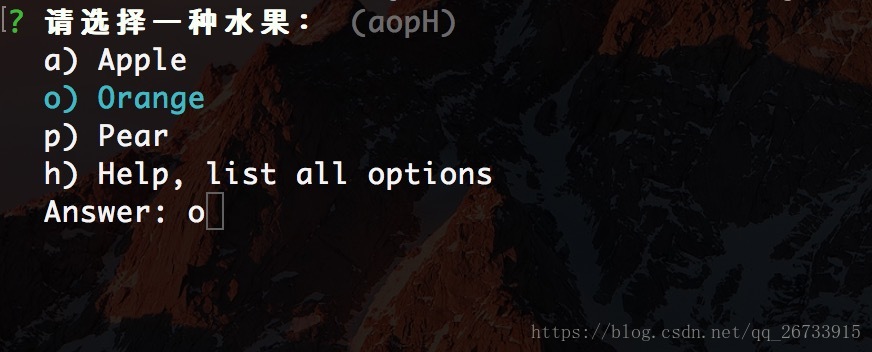 ? 请选择一种水果： (aopH)
a) Apple
o) Orange
p) Pear
h) Help, list all options
Answer: o
https://blog.csdn.net/qq_26733915